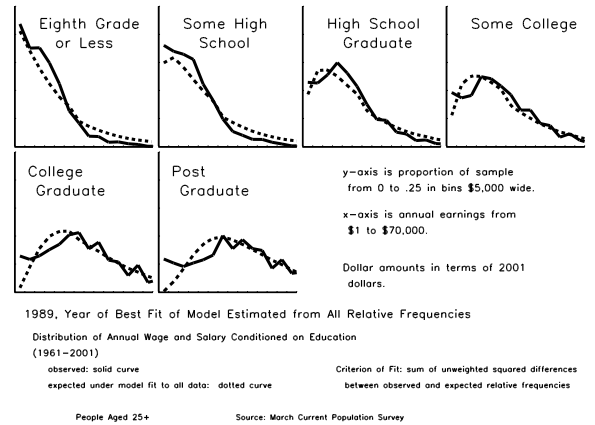 Eighth Grade
or Less
Some High
School
High School
Graduate
Some College
College
Graduate
Post
Graduate
y-axis is proportion of sample
from 0 to .25 in bins $5,000 wide.
x-axis is annual earnings from
$1 to $70,000.
Dollar amounts in terms of 2001
dollars.
1989, Year of Best Fit of Model Estimated from All Relative Frequencies
Distribution of Annual Wage and Salary Conditioned on Education
(1961-2001)
observed: solid curve
expected under model fit to all data: dotted curve
Criterion of Fit: sum of unweighted squared differences
between observed and expected relative frequencies
People Aged 25+
Source: March Current Population Survey